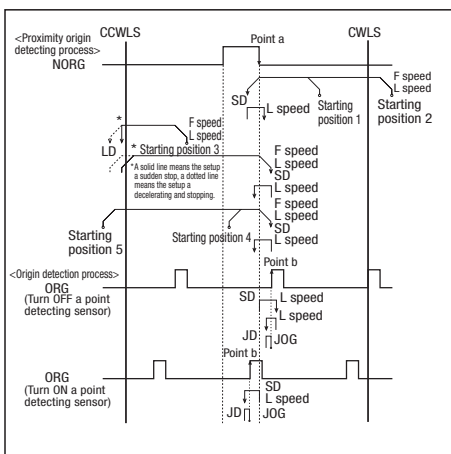 CCWLS
CWLS
<Proximity origin
detecting process>
NORG
Point a
F speed
L speed
SD
L speed
Starting
position 1
Starting
position 2
*
F speed
L speed
LD
* Starting position 3
*A solid line means the setup
a sudden stop, a dotted line
means the setup a
decelerating and stopping.
F speed
L speed
SD
L speed
F speed
L speed
SD
Starting
position 5
Starting
position 4
L speed
<Origin detection process>
ORG
(Turn OFF a point
detecting sensor)
Point b
SD
L speed
JD
JOG
Point b
ORG
(Turn ON a point
detecting sensor)
SD
L speed
JD
JOG